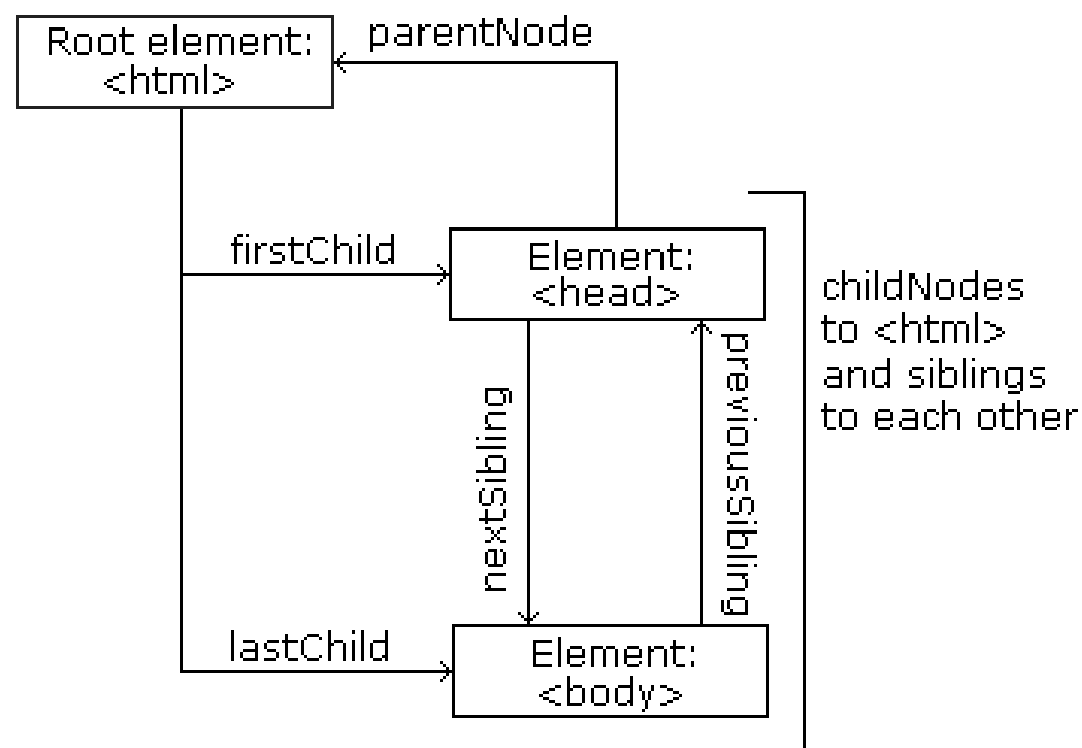 Root element:
<html>
parentNode
firstChild
Element:
<head>
childNodes
to <html>
and siblings
to each other
nextSibling
previousSibling
lastChild
Element:
<body>